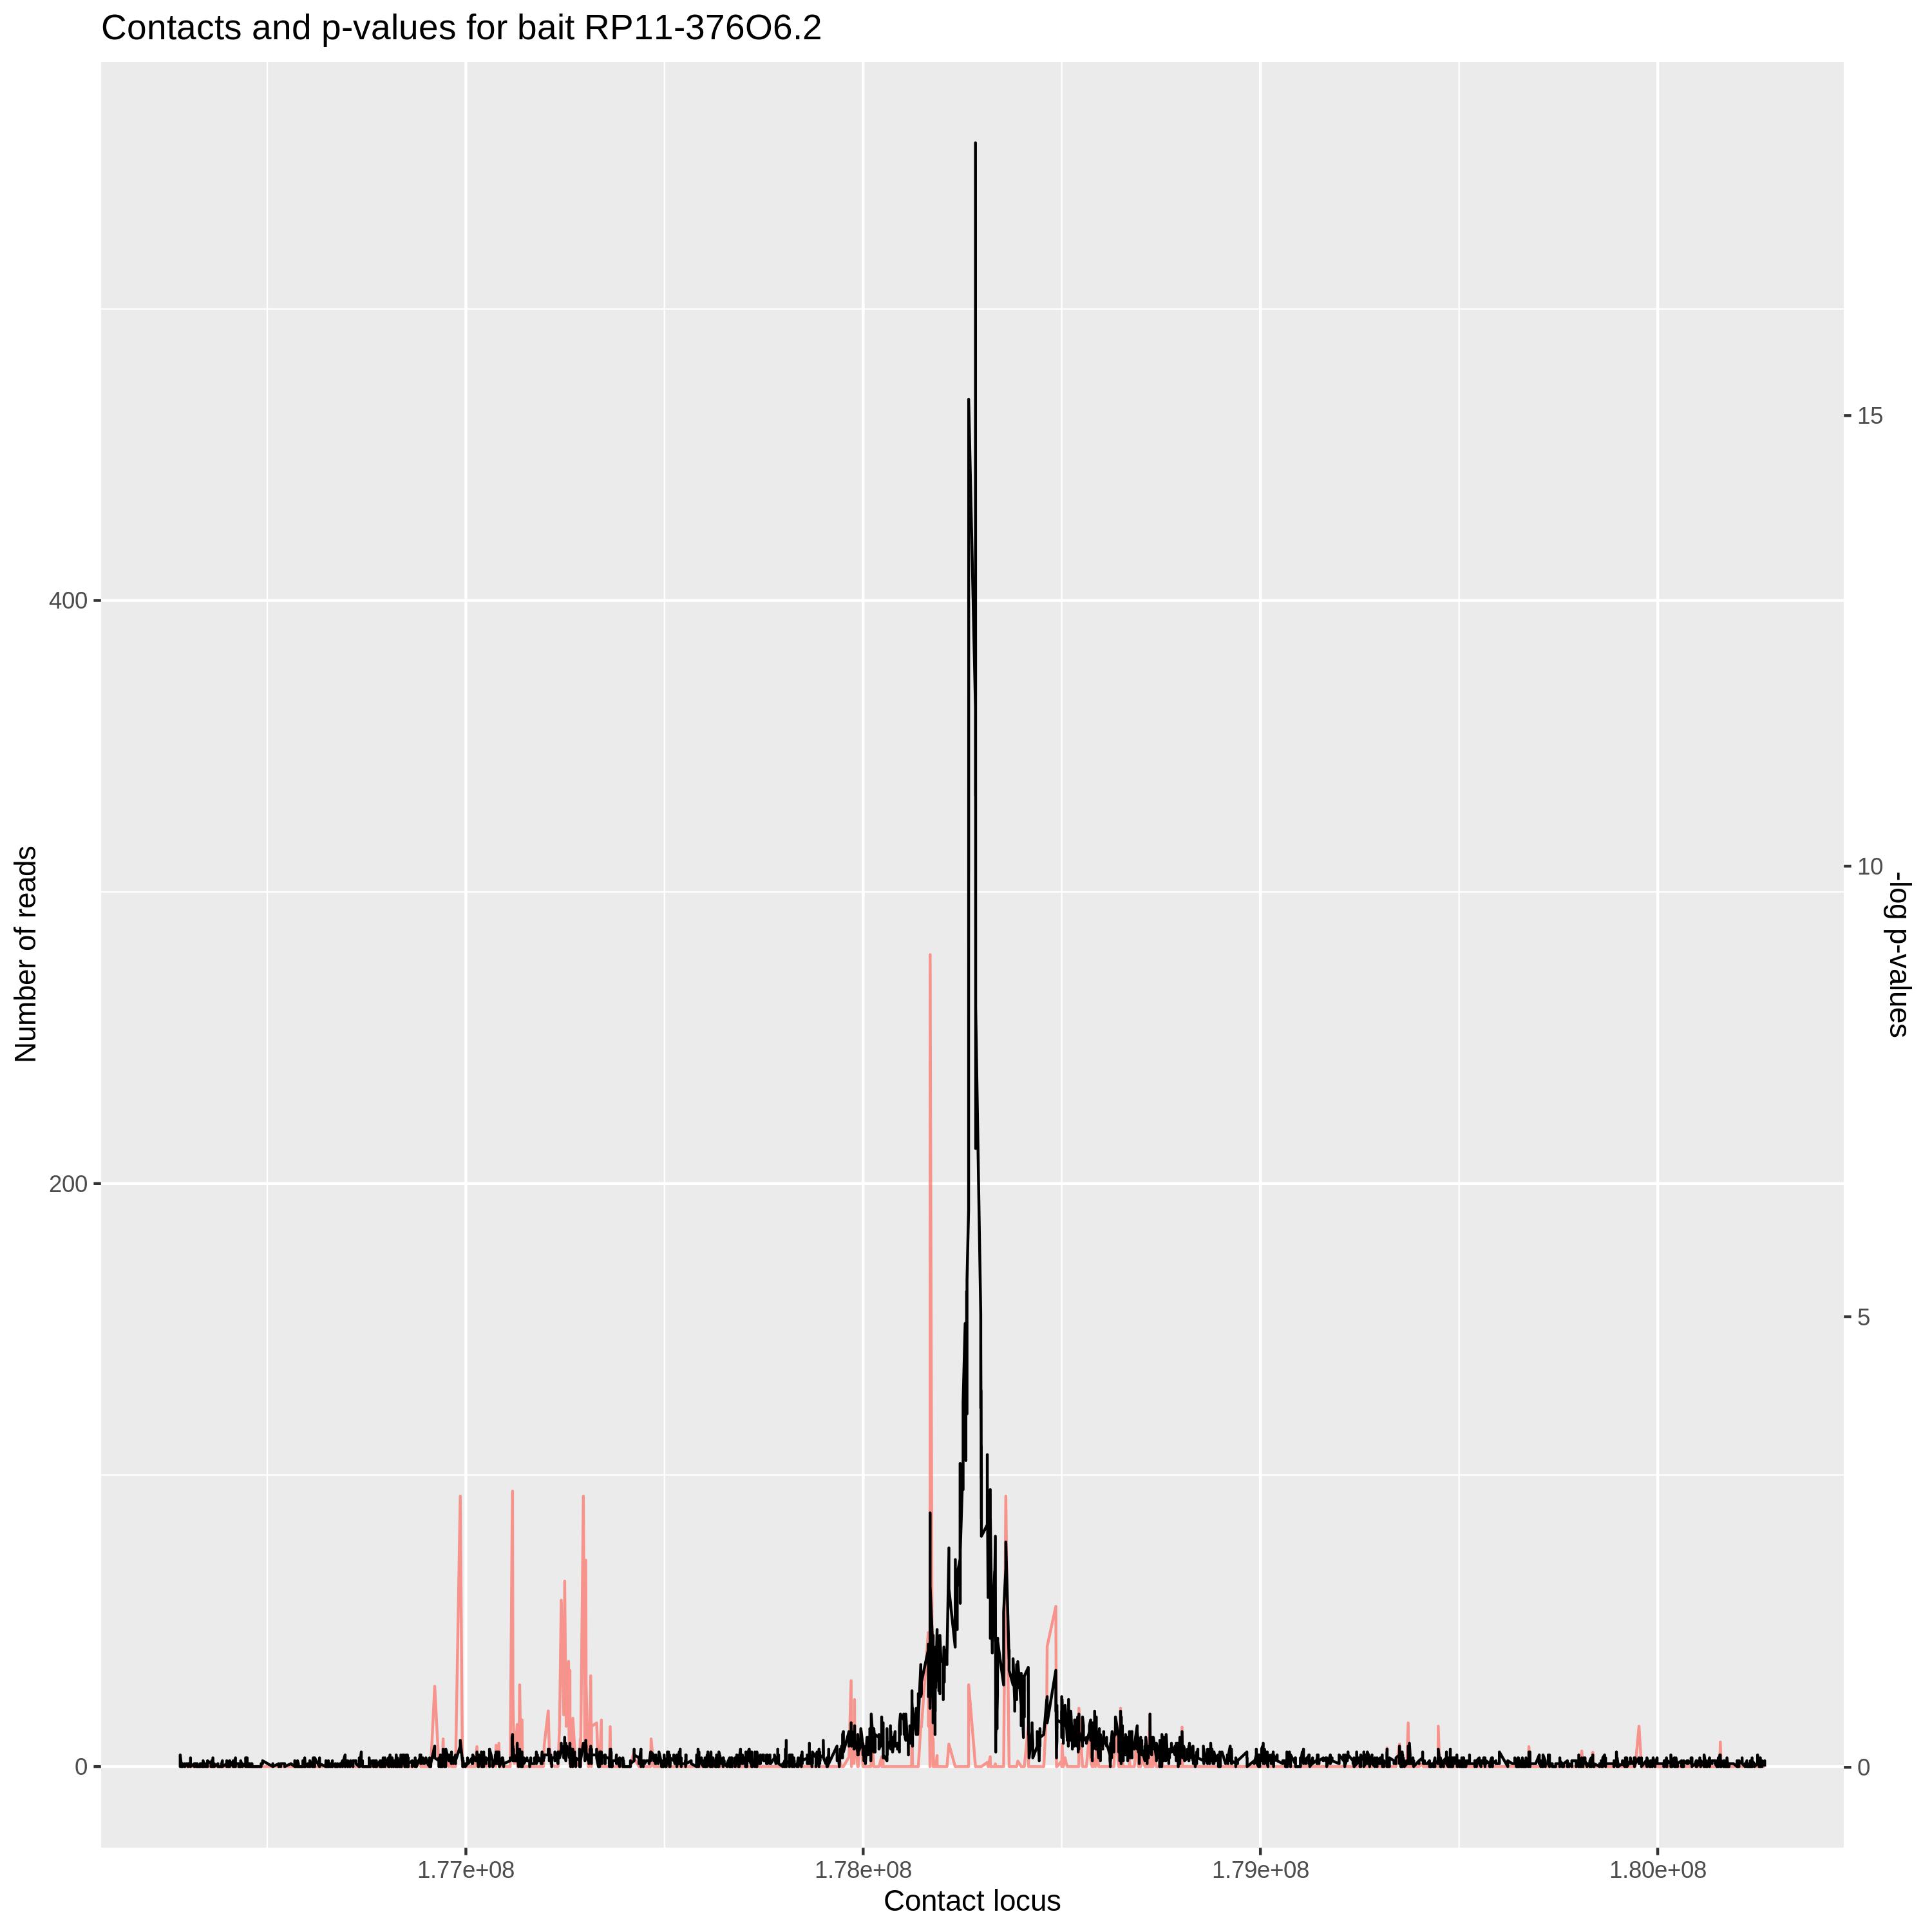 Contacts and p-values for bait RP11-376O6.2
Number of reads
400
200
0
15
10
5
0
-log p-values
1.77e+08
1.78e+08
1.79e+08
1.80e+08
Contact locus